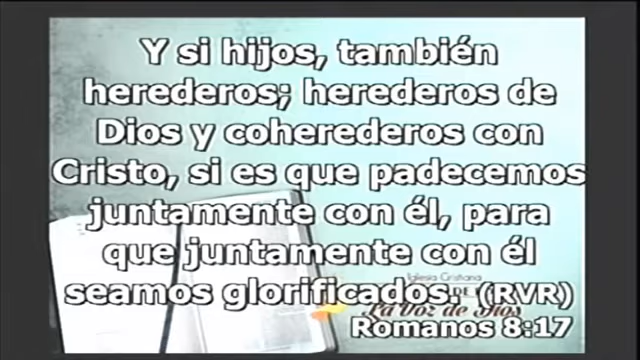 Y si hijos, también
herederos; herederos de
Dios y coherederos con
Cristo, si es que padecemos
juntamente con él, para
que juntamente con él
seamos glorificados. (RVR)
Romanos 8:17
Iglesia Cristiana
La Voz de Dios